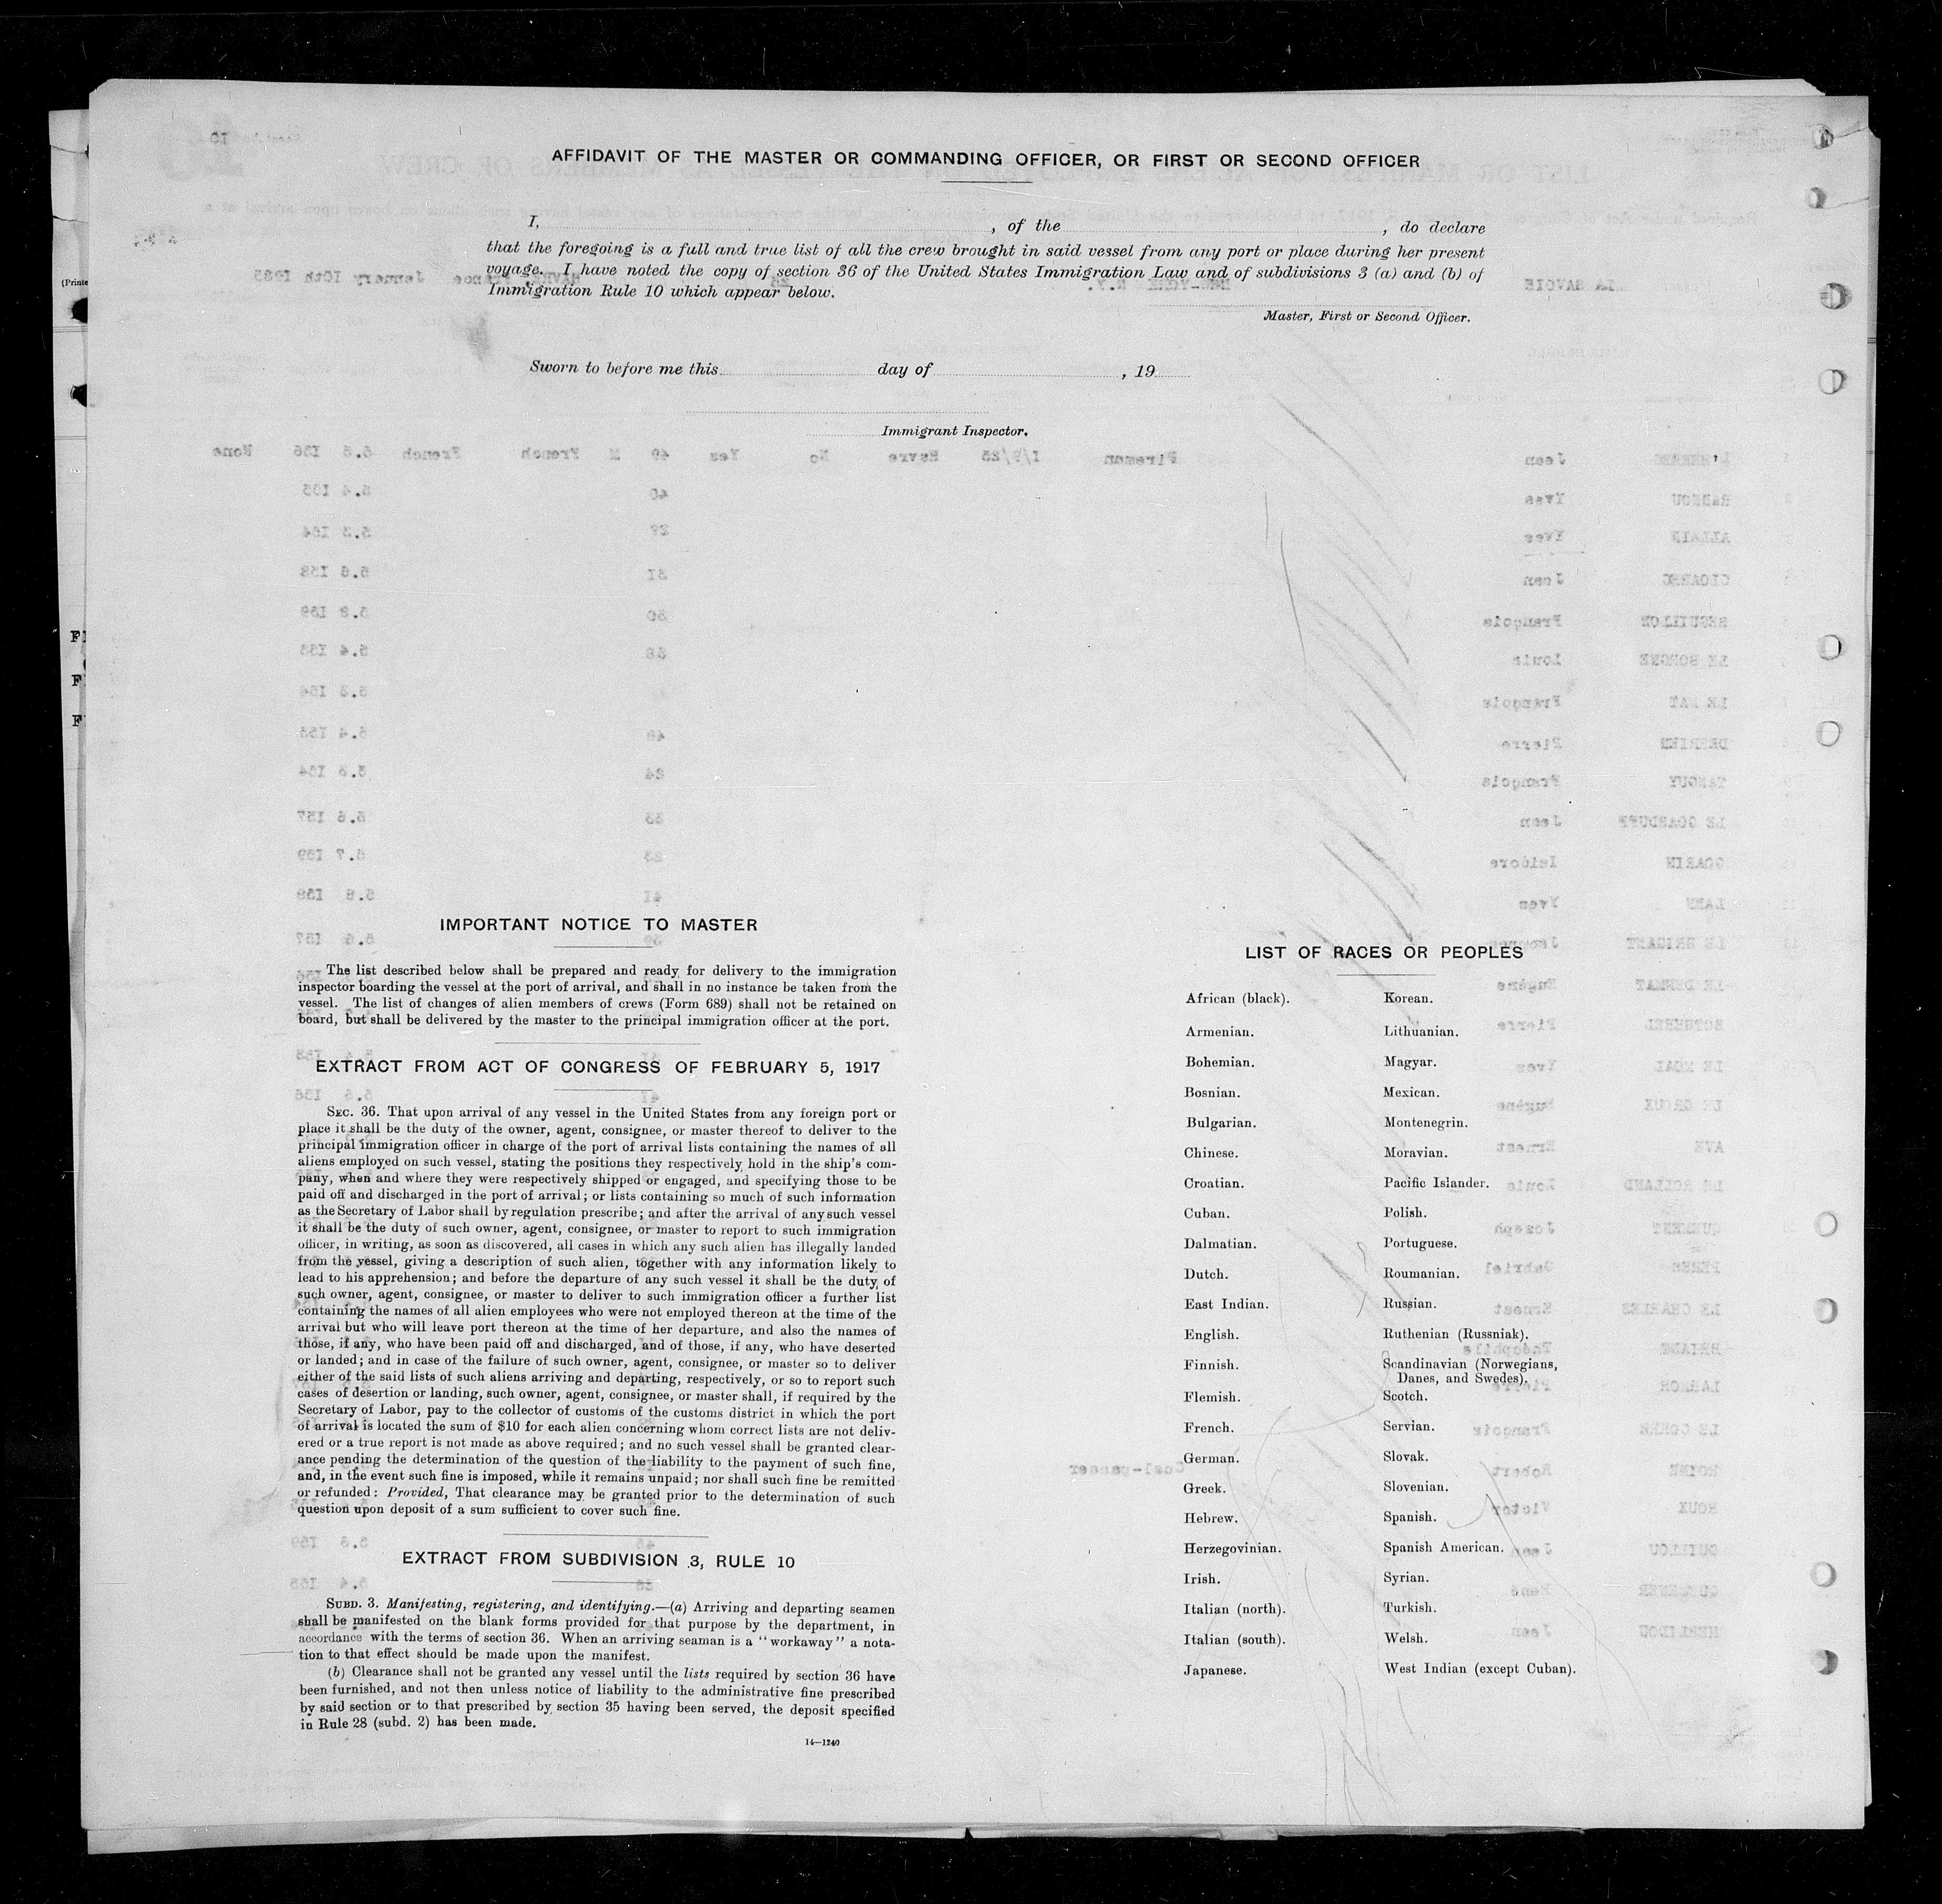 AFFIDAVIT OF THE MASTER OR COMMANDING OFFICER, OR FIRST OR SECOND OFFICER
I, , of the , do declare
that the foregoing is a full and true list of all the crew brought in said vessel from any port or place during her present
voyage. I have noted the copy of section 36 of the United States Immigration Law and of subdivisions 3 (a) and (b) of
Immigration Rule 10 which appear below.
Master, First or Second Officer.
Sworn to before me this day of , 19
Immigrant Inspector.
IMPORTANT NOTICE TO MASTER
The list described below shall be prepared and ready for delivery to the immigration
inspector boarding the vessel at the port of arrival, and shall in no instance be taken from the
vessel. The list of changes of alien members of crews (Form 689) shall not be retained on
board, but shall be delivered by the master to the principal immigration officer at the port.
EXTRACT FROM ACT OF CONGRESS OF FEBRUARY 5, 1917
SEC. 36. That upon arrival of any vessel in the United States from any foreign port or
place it shall be the duty of the owner, agent, consignee, or master thereof to deliver to the
principal immigration officer in charge of the port of arrival lists containing the names of all
aliens employed on such vessel, stating the positions they respectively hold in the ship's com-
pany, when and where they were respectively shipped or engaged, and specifying those to be
paid off and discharged in the port of arrival; or lists containing so much of such information
as the Secretary of Labor shall by regulation prescribe; and after the arrival of any such vessel
it shall be the duty of such owner, agent, consignee, or master to report to such immigration
officer, in writing, as soon as discovered, all cases in which any such alien has illegally landed
from the vessel, giving a description of such alien, together with any information likely to
lead to his apprehension; and before the departure of any such vessel it shall be the duty of
such owner, agent, consignee, or master to deliver to such immigration officer a further list
containing the names of all alien employees who were not employed thereon at the time of the
arrival but who will leave port thereon at the time of her departure, and also the names of
those, if any, who have been paid off and discharged, and of those, if any, who have deserted
or landed; and in case of the failure of such owner, agent, consignee, or master so to deliver
either of the said lists of such aliens arriving and departing, respectively, or so to report such
cases of desertion or landing, such owner, agent, consignee, or master shall, if required by the
Secretary of Labor, pay to the collector of customs of the customs district in which the port
of arrival is located the sum of $10 for each alien concerning whom correct lists are not deliv-
ered or a true report is not made as above required; and no such vessel shall be granted clear-
ance pending the determination of the question of the liability to the payment of such fine,
and, in the event such fine is imposed, while it remains unpaid; nor shall such fine be remitted
or refunded: Provided, That clearance may be granted prior to the determination of such
question upon deposit of a sum sufficient to cover such fine.
EXTRACT FROM SUBDIVISION 3, RULE 10
SUBD. 3. Manifesting, registering, and identifying.—(a) Arriving and departing seamen
shall be manifested on the blank forms provided for that purpose by the department, in
accordance with the terms of section 36. When an arriving seaman is a "workaway" a nota-
tion to that effect should be made upon the manifest.
(b) Clearance shall not be granted any vessel until the lists required by section 36 have
been furnished, and not then unless notice of liability to the administrative fine prescribed
by said section or to that prescribed by section 35 having been served, the deposit specified
in Rule 28 (subd. 2) has been made.
14—1240
LIST OF RACES OR PEOPLES
African (black).
Armenian.
Bohemian.
Bosnian.
Bulgarian.
Chinese.
Croatian.
Cuban.
Dalmatian.
Dutch.
East Indian.
English.
Finnish.
Flemish.
French.
German.
Greek.
Hebrew.
Herzegovinian.
Irish.
Italian (north).
Italian (south).
Japanese.
Korean.
Lithuanian.
Magyar.
Mexican.
Montenegrin.
Moravian.
Pacific Islander.
Polish.
Portuguese.
Roumanian.
Russian.
Ruthenian (Russniak).
Scandinavian (Norwegians,
Danes, and Swedes).
Scotch.
Servian.
Slovak.
Slovenian.
Spanish.
Spanish American.
Syrian.
Turkish.
Welsh.
West Indian (except Cuban).